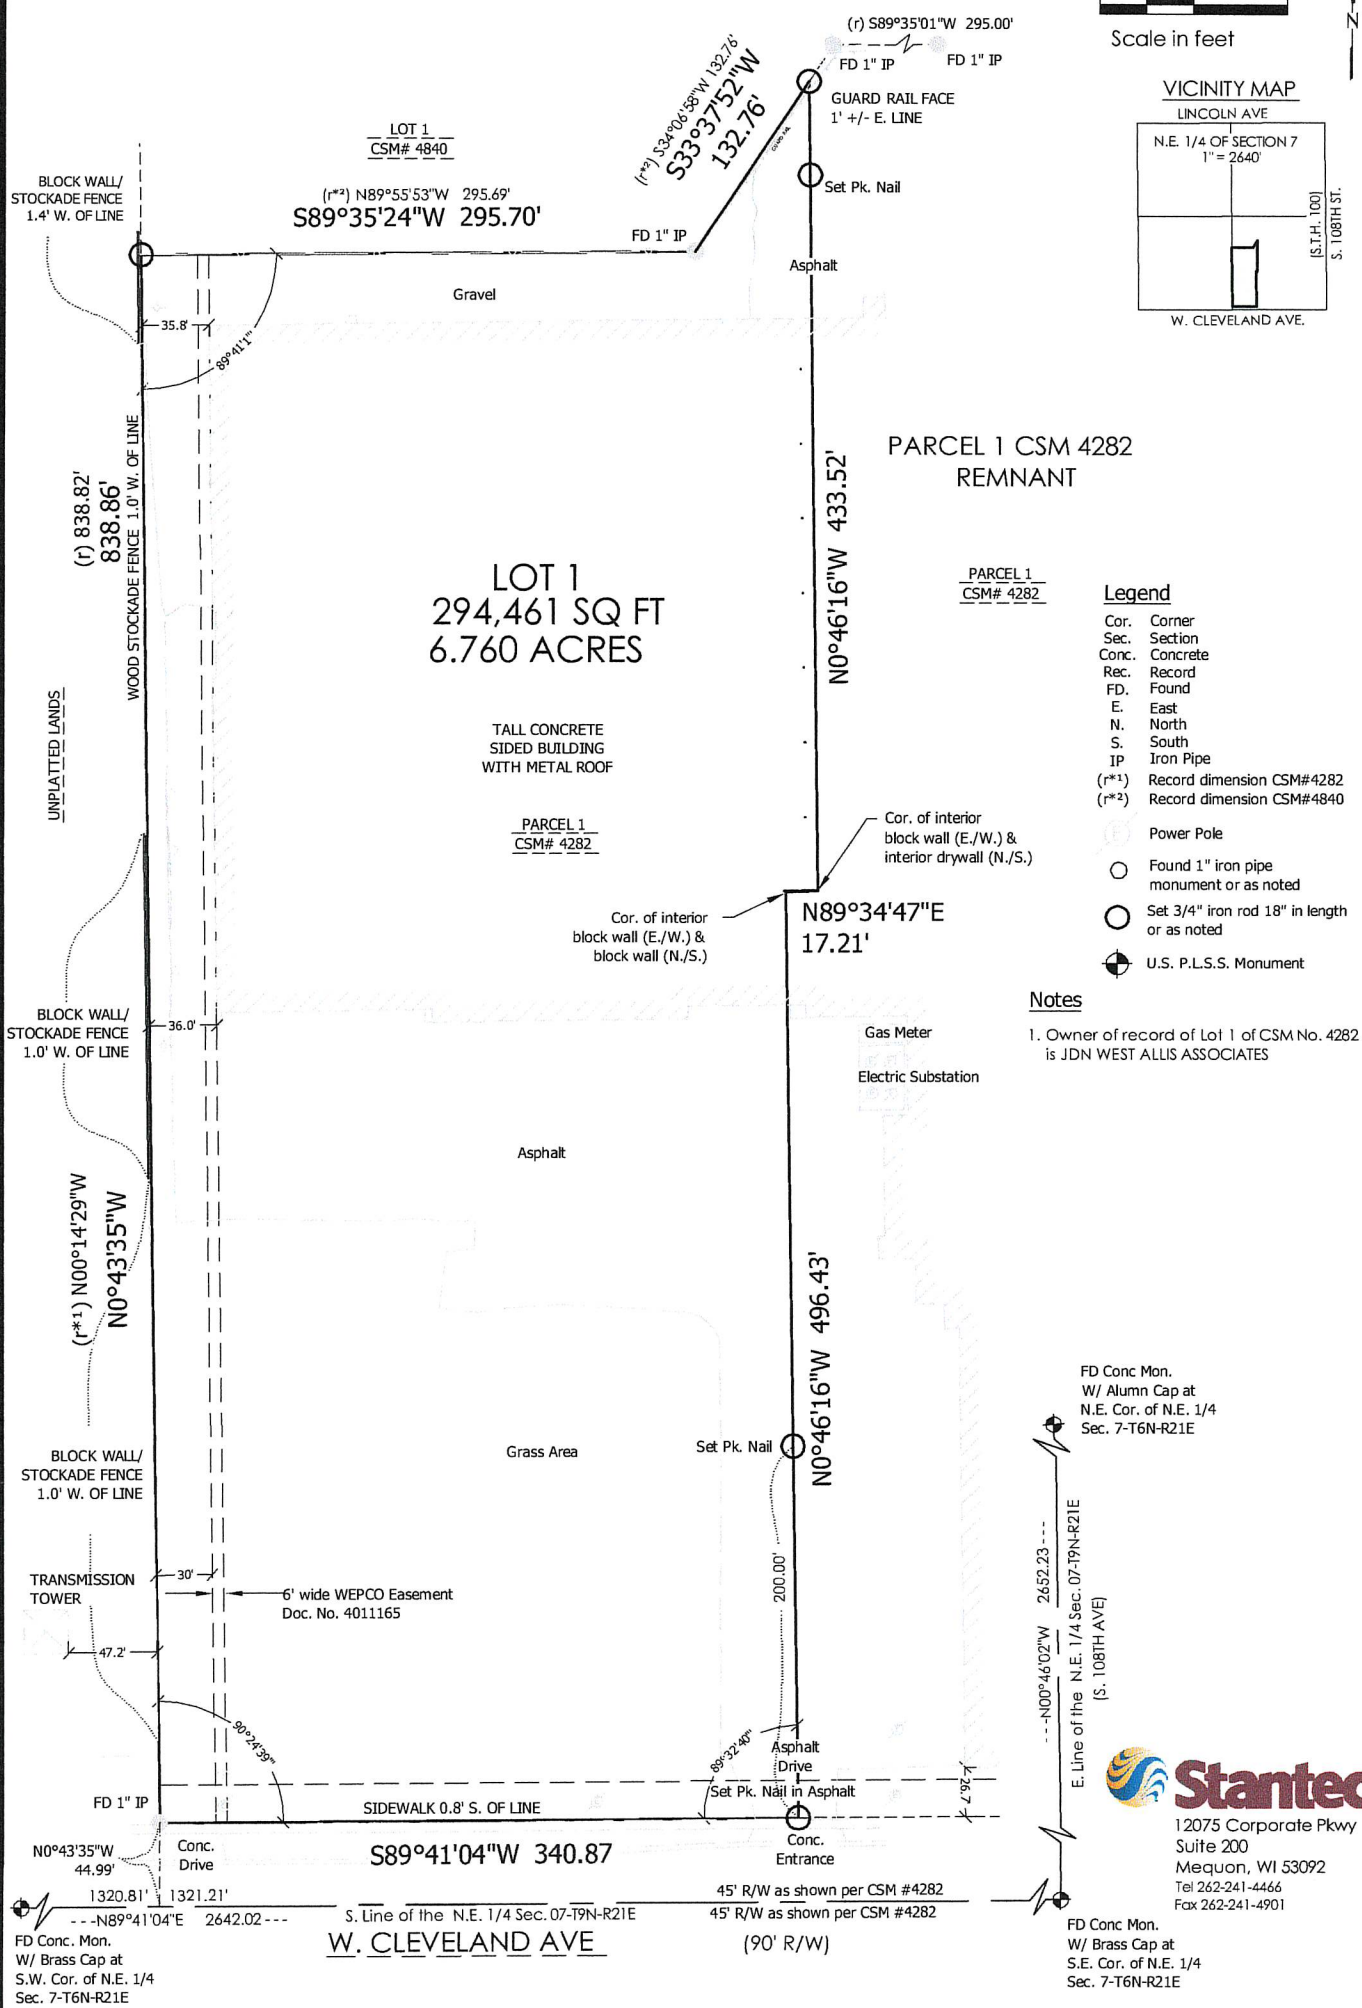 (r) S89°35'01"W 295.00'
FD 1" IP
FD 1" IP
Scale in feet
N
GUARD RAIL FACE
1' +/- E. LINE
(r*²) S34°06'58"W 132.76'
S33°37'52"W
132.76'
LOT 1
CSM# 4840
(r*²) N89°55'53"W 295.69'
S89°35'24"W 295.70'
BLOCK WALL/
STOCKADE FENCE
1.4' W. OF LINE
FD 1" IP
Set Pk. Nail
Asphalt
Gravel
VICINITY MAP
LINCOLN AVE
N.E. 1/4 OF SECTION 7
1" = 2640'
(S.T.H. 100)
S. 108TH ST.
W. CLEVELAND AVE.
35.8'
89°41'1"
(r) 838.82'
838.86'
WOOD STOCKADE FENCE 1.0' W. OF LINE
N0°46'16"W 433.52'
PARCEL 1 CSM 4282
REMNANT
LOT 1
294,461 SQ FT
6.760 ACRES
PARCEL 1
CSM# 4282
UNPLATTED LANDS
TALL CONCRETE
SIDED BUILDING
WITH METAL ROOF
PARCEL 1
CSM# 4282
Legend
Cor. Corner
Sec. Section
Conc. Concrete
Rec. Record
FD. Found
E. East
N. North
S. South
IP Iron Pipe
(r*¹) Record dimension CSM#4282
(r*²) Record dimension CSM#4840
Power Pole
Found 1" iron pipe
monument or as noted
Set 3/4" iron rod 18" in length
or as noted
U.S. P.L.S.S. Monument
Cor. of interior
block wall (E./W.) &
interior drywall (N./S.)
Cor. of interior
block wall (E./W.) &
block wall (N./S.)
N89°34'47"E
17.21'
Notes
1. Owner of record of Lot 1 of CSM No. 4282
is JDN WEST ALLIS ASSOCIATES
BLOCK WALL/
STOCKADE FENCE
1.0' W. OF LINE
36.0'
Gas Meter
Electric Substation
Asphalt
(r*¹) N00°14'29"W
N0°43'35"W
N0°46'16"W 496.43'
Set Pk. Nail
Grass Area
BLOCK WALL/
STOCKADE FENCE
1.0' W. OF LINE
FD Conc Mon.
W/ Alumn Cap at
N.E. Cor. of N.E. 1/4
Sec. 7-T6N-R21E
200.00'
---N00°46'02"W 2652.23---
E. Line of the N.E. 1/4 Sec. 07-T9N-R21E
(S. 108TH AVE)
TRANSMISSION
TOWER
30'
6' wide WEPCO Easement
Doc. No. 4011165
47.2'
90°24'39"
89°32'40"
Asphalt
Drive
Set Pk. Nail in Asphalt
26.7'
FD 1" IP
SIDEWALK 0.8' S. OF LINE
N0°43'35"W
44.99'
Conc.
Drive
S89°41'04"W 340.87
Conc.
Entrance
Stantec
12075 Corporate Pkwy
Suite 200
Mequon, WI 53092
Tel 262-241-4466
Fax 262-241-4901
1320.81' 1321.21'
45' R/W as shown per CSM #4282
---N89°41'04"E 2642.02---
S. Line of the N.E. 1/4 Sec. 07-T9N-R21E
45' R/W as shown per CSM #4282
W. CLEVELAND AVE
(90' R/W)
FD Conc. Mon.
W/ Brass Cap at
S.W. Cor. of N.E. 1/4
Sec. 7-T6N-R21E
FD Conc Mon.
W/ Brass Cap at
S.E. Cor. of N.E. 1/4
Sec. 7-T6N-R21E